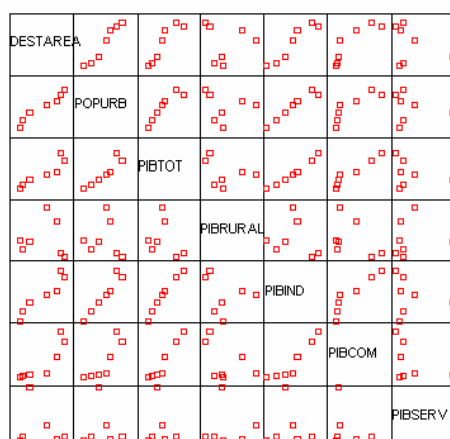 DESTAREA
POPURB
PIBTOT
PIBRURAL
PIBIND
PIBCOM
PIBSERV